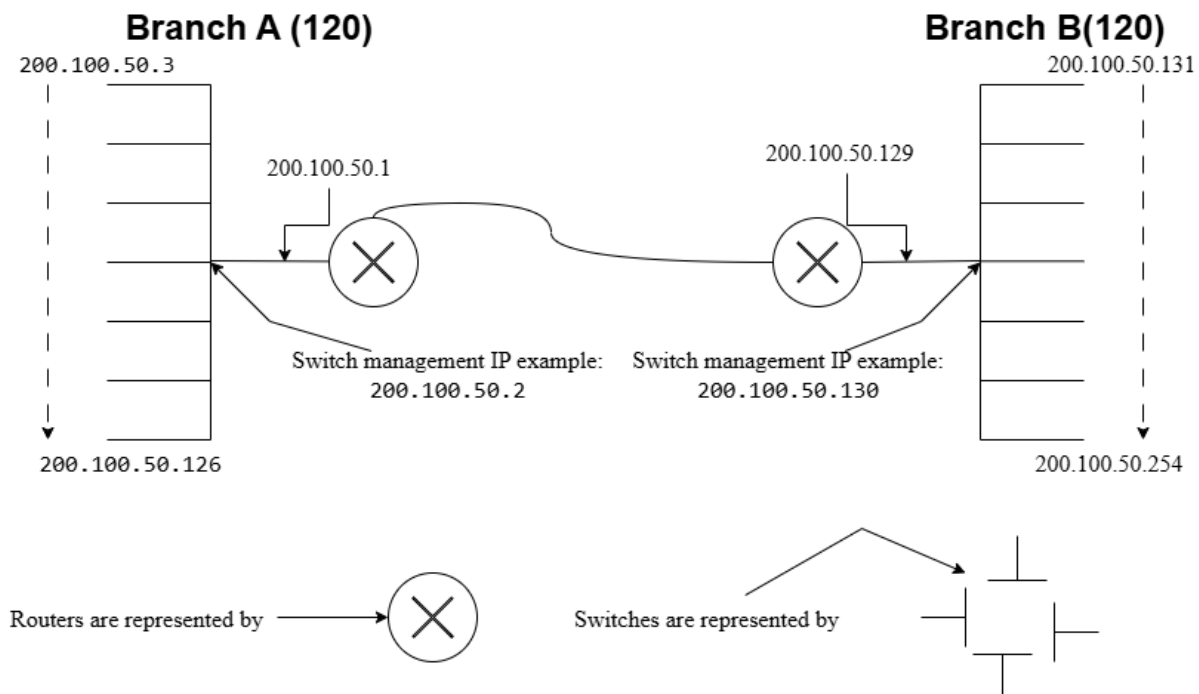 Branch A (120)
Branch B(120)
200.100.50.3
200.100.50.131
200.100.50.1
200.100.50.129
Switch management IP example:
200.100.50.2
Switch management IP example:
200.100.50.130
200.100.50.126
200.100.50.254
Routers are represented by
Switches are represented by